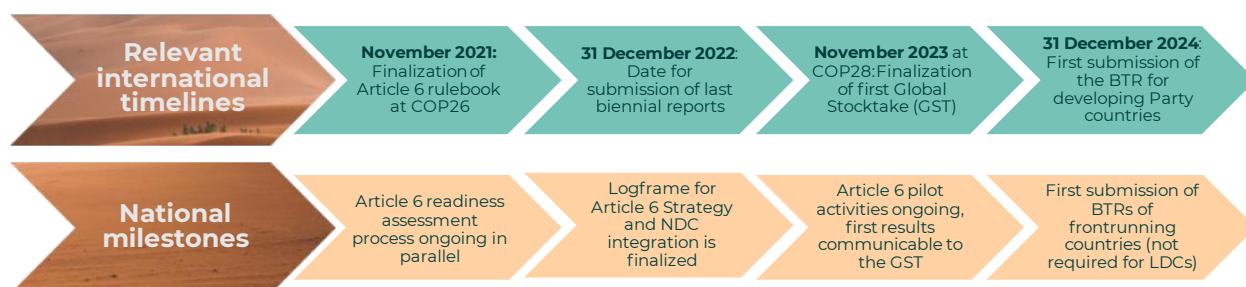 Relevant
international
timelines
November 2021:
Finalization of
Article 6 rulebook
at COP26
31 December 2022:
Date for
submission of last
biennial reports
November 2023 at
COP28:Finalization
of first Global
Stocktake (GST)
31 December 2024:
First submission of
the BTR for
developing Party
countries
National
milestones
Article 6 readiness
assessment
process ongoing in
parallel
Logframe for
Article 6 Strategy
and NDC
integration is
finalized
Article 6 pilot
activities ongoing,
first results
communicable to
the GST
First submission of
BTRs of
frontrunning
countries (not
required for LDCs)